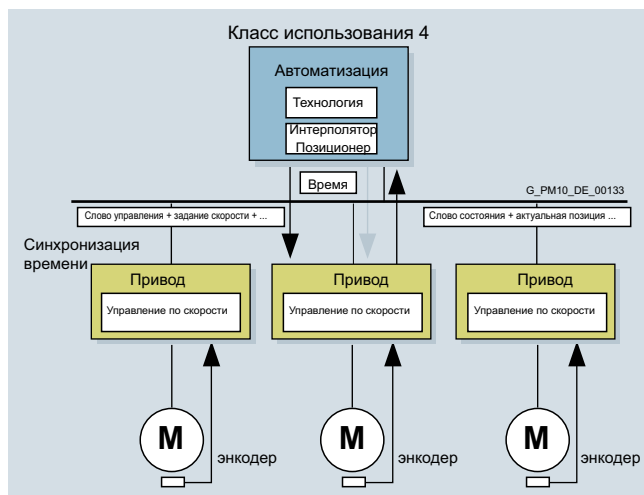 Класс использования 4
Автоматизация
Технология
Интерполятор
Позиционер
Время
G_PM10_DE_00133
Слово управления + задание скорости + ...
Слово состояния + актуальная позиция ...
Синхронизация
времени
Привод
Привод
Привод
Управление по скорости
Управление по скорости
Управление по скорости
М
М
М
энкодер
энкодер
энкодер